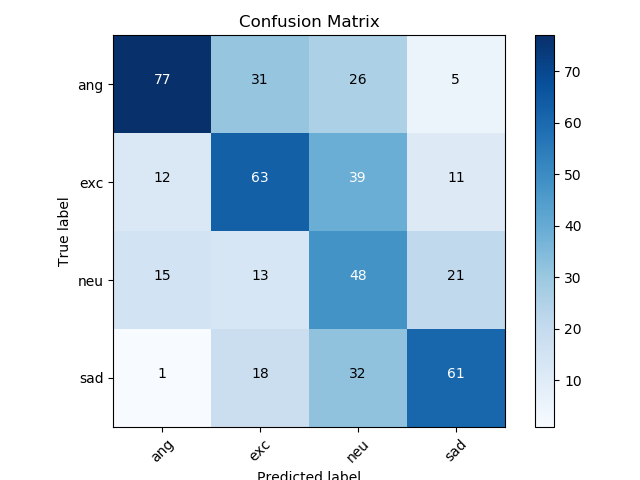 Confusion Matrix
ang 77 31 26 5
exc 12 63 39 11
neu 15 13 48 21
sad 1 18 32 61
ang exc neu sad
True label
Predicted label
70
60
50
40
30
20
10